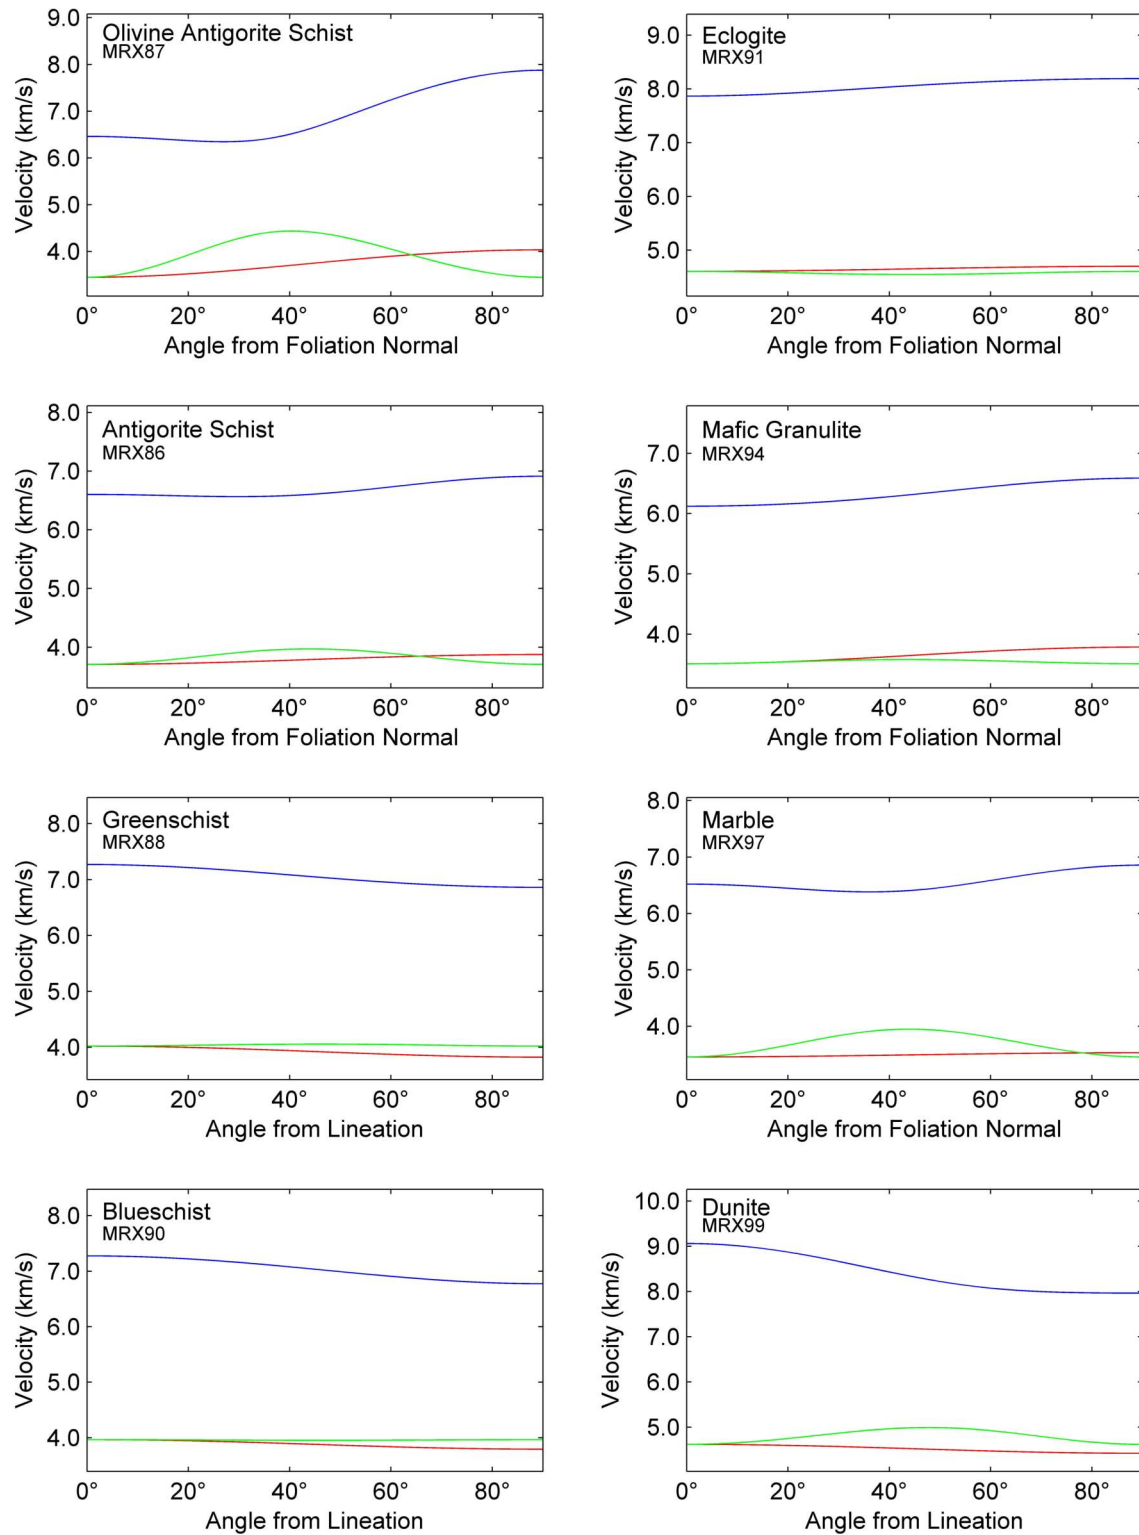 Olivine Antigorite Schist
MRX87
Velocity (km/s)
9.0
8.0
7.0
6.0
5.0
4.0
0° 20° 40° 60° 80°
Angle from Foliation Normal
Eclogite
MRX91
Velocity (km/s)
9.0
8.0
7.0
6.0
5.0
0° 20° 40° 60° 80°
Angle from Foliation Normal
Antigorite Schist
MRX86
Velocity (km/s)
8.0
7.0
6.0
5.0
4.0
0° 20° 40° 60° 80°
Angle from Foliation Normal
Mafic Granulite
MRX94
Velocity (km/s)
7.0
6.0
5.0
4.0
0° 20° 40° 60° 80°
Angle from Foliation Normal
Greenschist
MRX88
Velocity (km/s)
8.0
7.0
6.0
5.0
4.0
0° 20° 40° 60° 80°
Angle from Lineation
Marble
MRX97
Velocity (km/s)
8.0
7.0
6.0
5.0
4.0
0° 20° 40° 60° 80°
Angle from Foliation Normal
Blueschist
MRX90
Velocity (km/s)
8.0
7.0
6.0
5.0
4.0
0° 20° 40° 60° 80°
Angle from Lineation
Dunite
MRX99
Velocity (km/s)
10.0
9.0
8.0
7.0
6.0
5.0
0° 20° 40° 60° 80°
Angle from Lineation